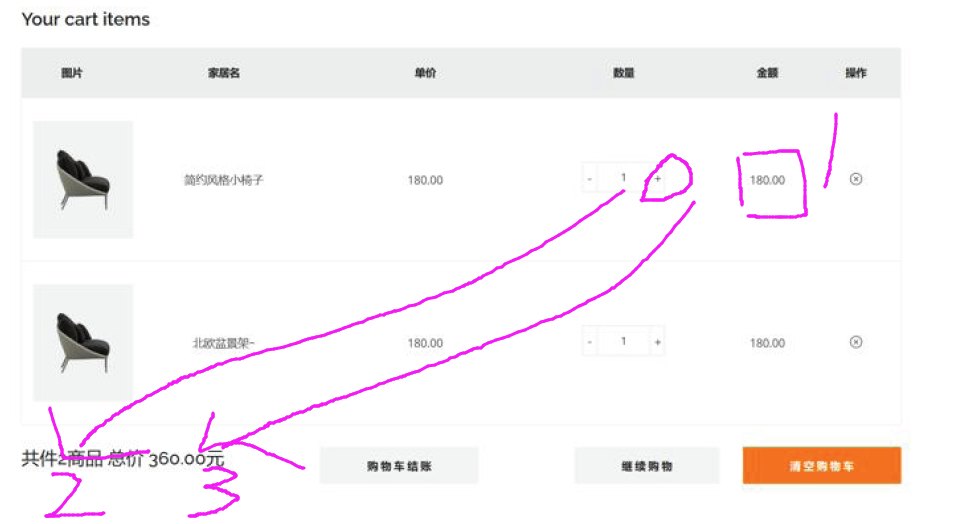 Your cart items
图片 家居名 单价 数量 金额 操作
简约风格小椅子 180.00 - 1 + 180.00 1
北欧盆景架~ 180.00 - 1 + 180.00
共件2商品 总价 360.00元 购物车结账 继续购物 清空购物车
2 3